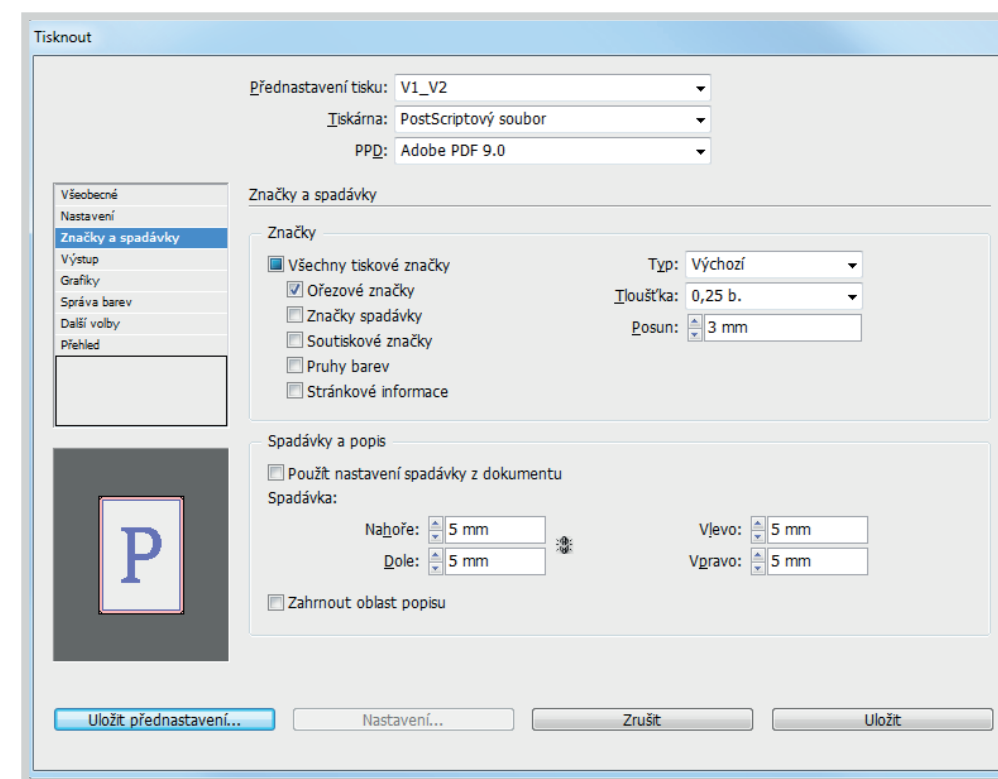 Tisknout
Přednastavení tisku: V1_V2
Tiskárna: PostScriptový soubor
PPD: Adobe PDF 9.0
Všeobecné
Nastavení
Značky a spadávky
Výstup
Grafiky
Správa barev
Další volby
Přehled
Značky a spadávky
Značky
Všechny tiskové značky
Ořezové značky
Značky spadávky
Soutiskové značky
Pruhy barev
Stránkové informace
Typ: Výchozí
Tloušťka: 0,25 b.
Posun: 3 mm
Spadávky a popis
Použít nastavení spadávky z dokumentu
Spadávka:
Nahoře: 5 mm
Vlevo: 5 mm
Dole: 5 mm
Vpravo: 5 mm
Zahrnout oblast popisu
P
Uložit přednastavení... Nastavení... Zrušit Uložit